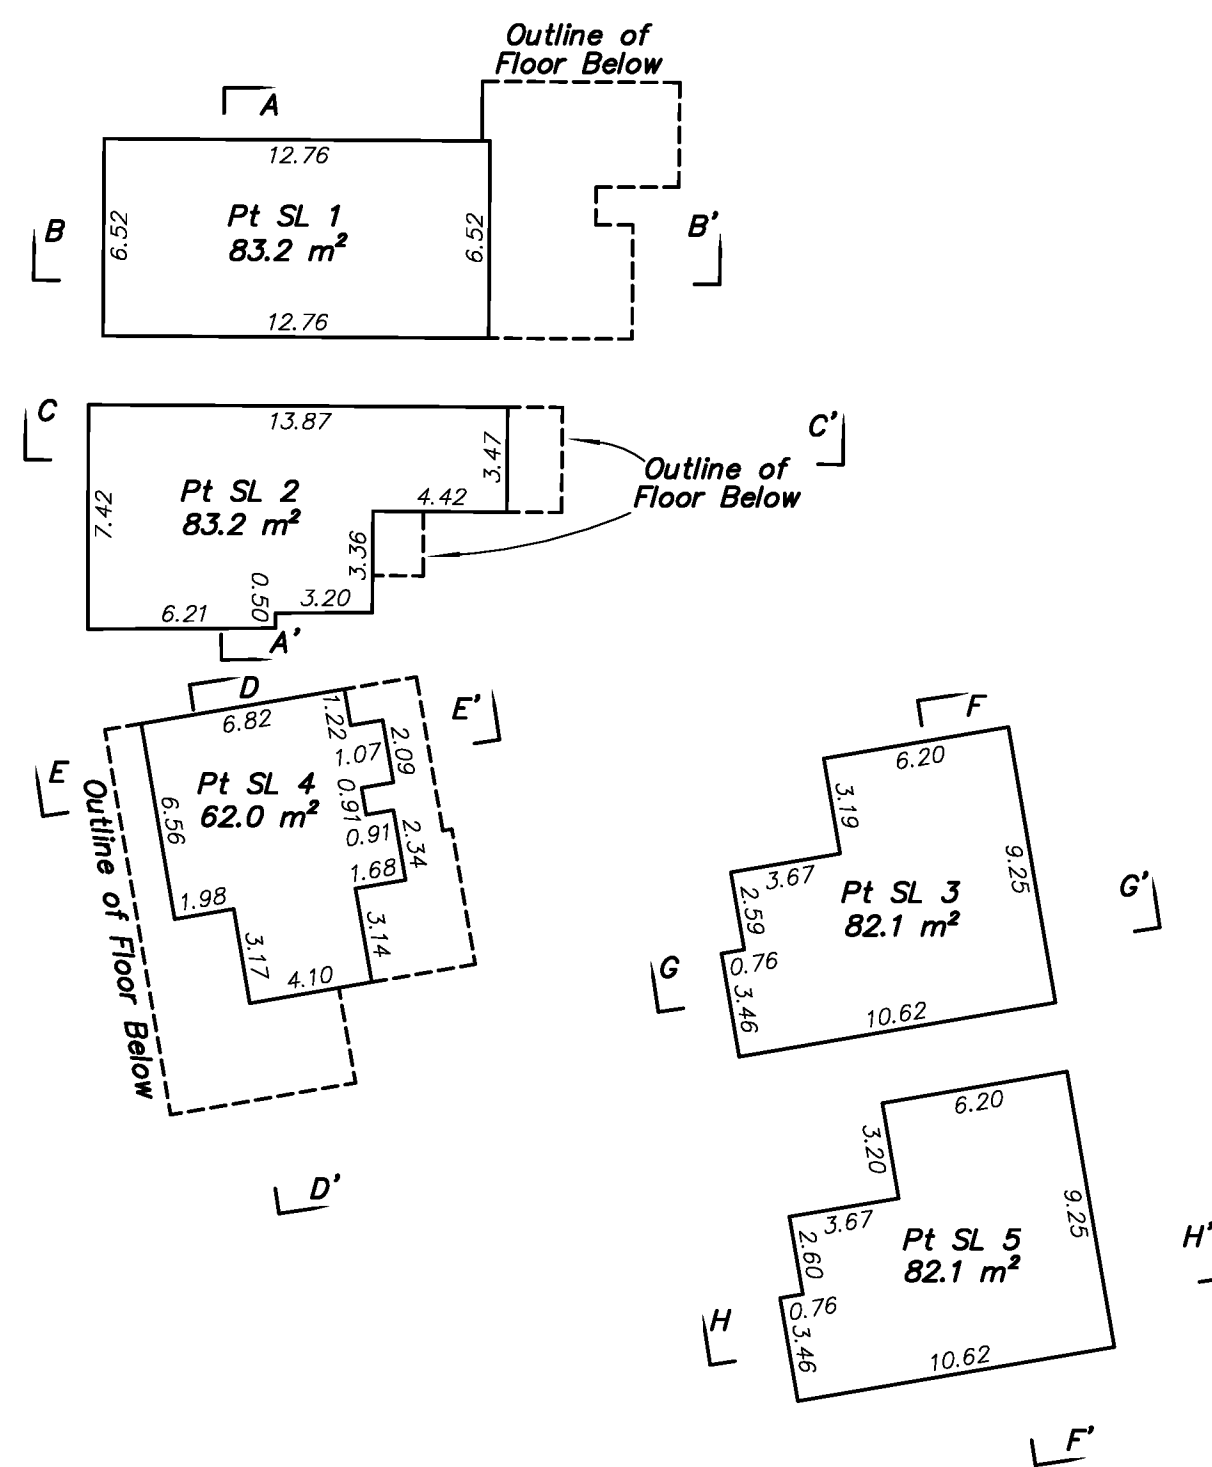 Outline of
Floor Below
A
12.76
B
6.52
Pt SL 1
83.2 m²
6.52
B'
12.76
C
13.87
C'
3.47
Outline of
Floor Below
7.42
Pt SL 2
83.2 m²
4.42
3.36
0.50
3.20
6.21
A'
D
6.82
1.22
E'
2.09
1.07
E
Pt SL 4
62.0 m²
0.91
6.56
0.91
2.34
1.68
1.98
3.17
3.14
4.10
Outline of Floor Below
D'
F
6.20
3.19
9.25
3.67
Pt SL 3
82.1 m²
G'
2.59
G
0.76
3.46
10.62
6.20
3.20
9.25
3.67
Pt SL 5
82.1 m²
H'
2.60
0.76
H
3.46
10.62
F'